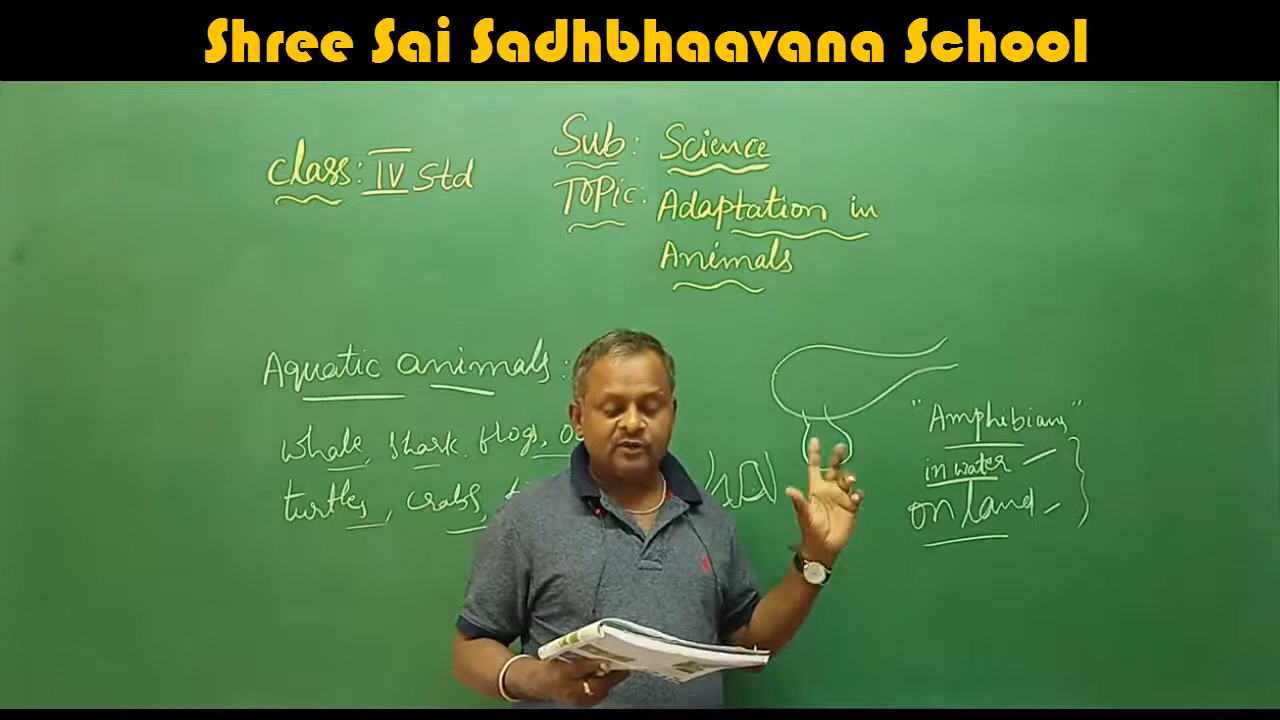 Shree Sai Sadhbhaavana School
Class: IV Std
Sub: Science
Topic: Adaptation in
Animals
Aquatic animals:
whale, shark, frogs,
turtles, crabs,
"Amphibians"
in water
on land